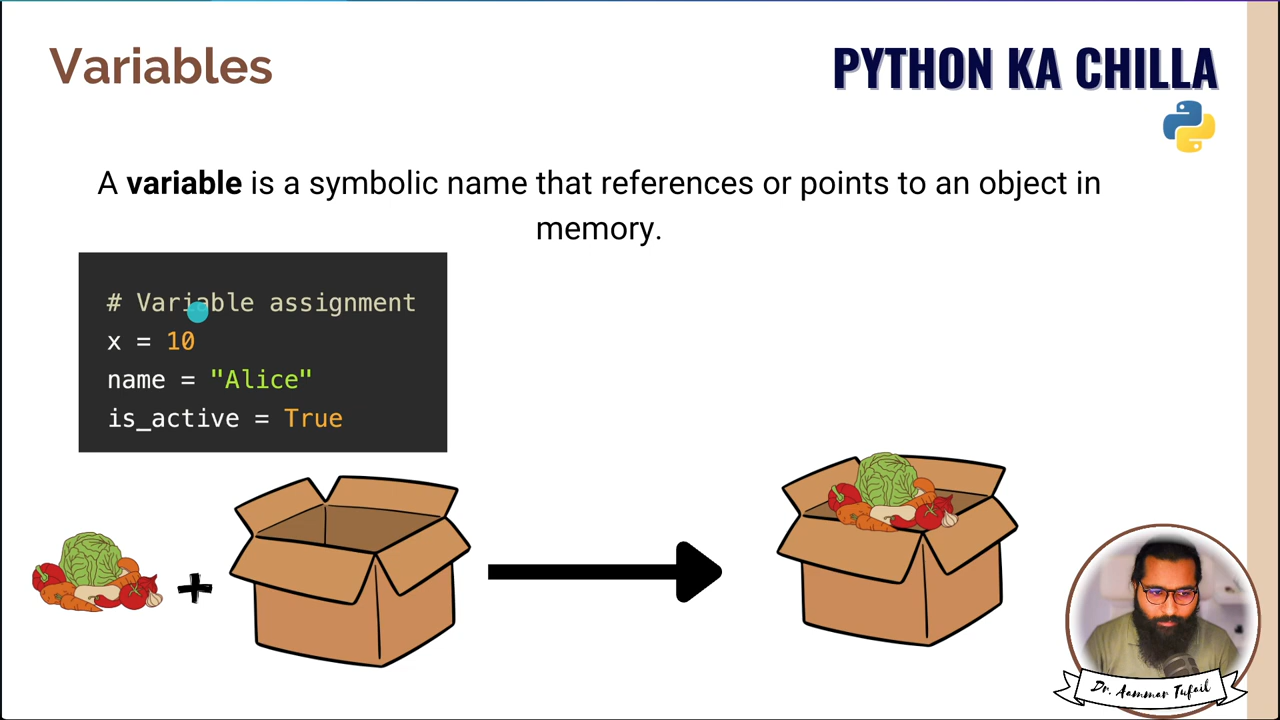 Variables
PYTHON KA CHILLA
A variable is a symbolic name that references or points to an object in
memory.
# Variable assignment
x = 10
name = "Alice"
is_active = True
Dr. Aammar Tufail